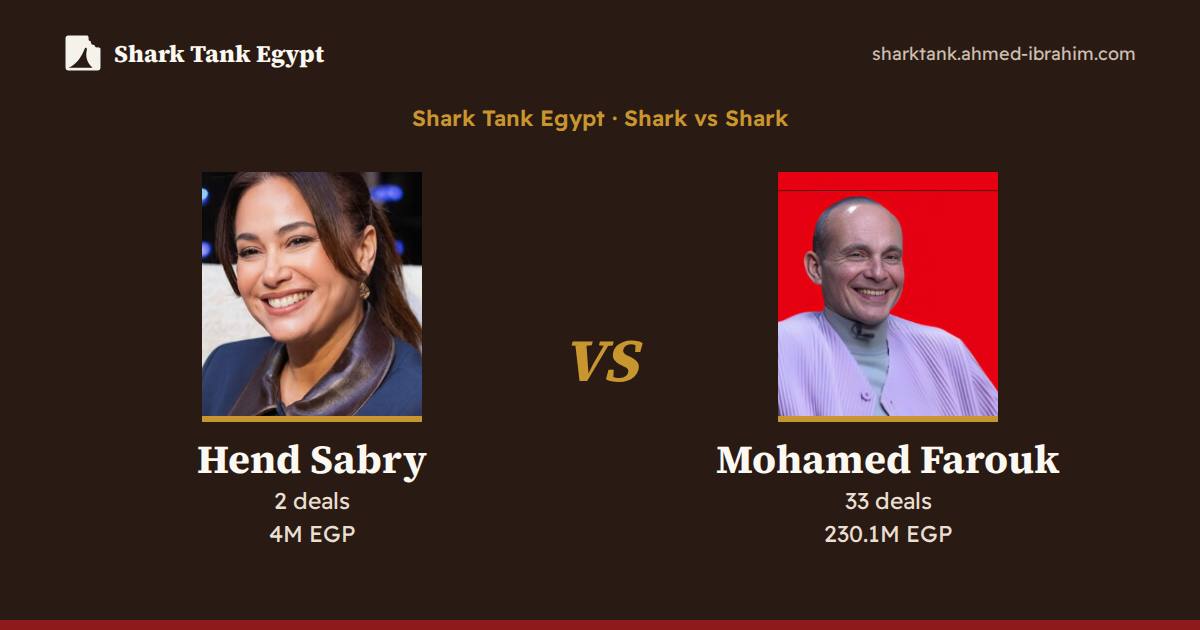 Shark Tank Egypt
sharktank.ahmed-ibrahim.com
Shark Tank Egypt · Shark vs Shark
VS
Hend Sabry
2 deals
4M EGP
Mohamed Farouk
33 deals
230.1M EGP